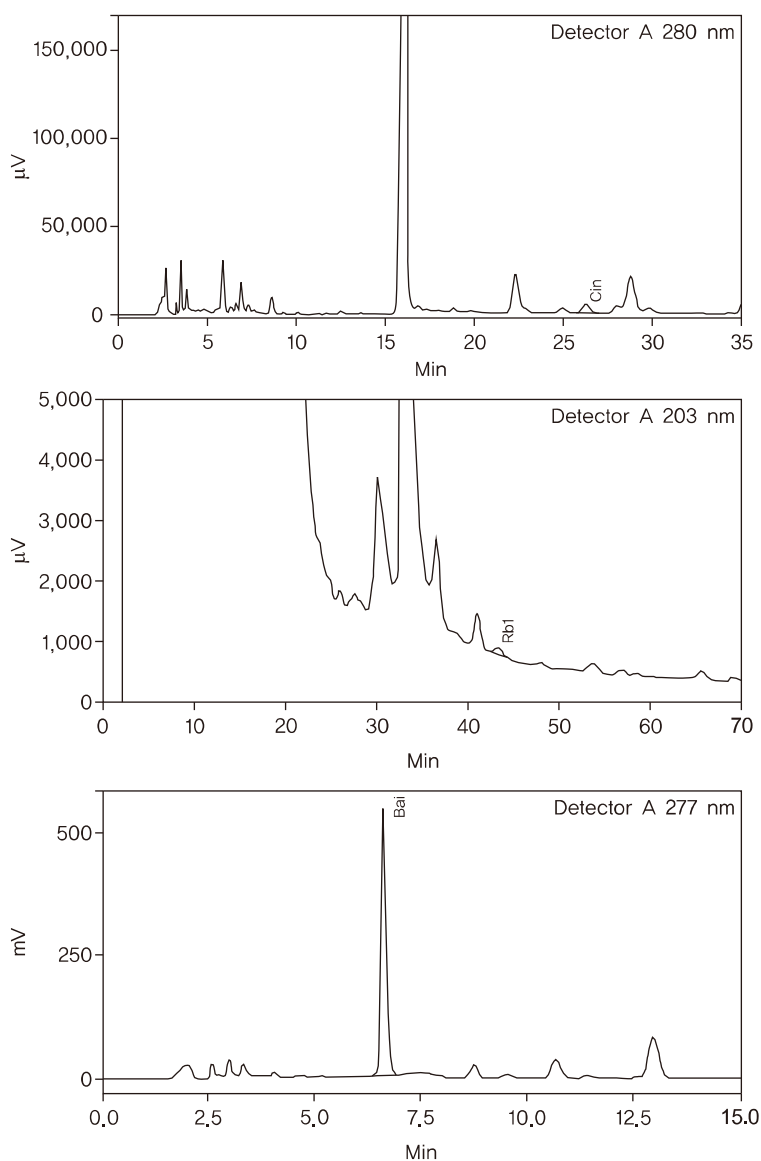 Detector A 280 nm
150,000
100,000
50,000
0
μV
Cin
0 5 10 15 20 25 30 35
Min
Detector A 203 nm
5,000
4,000
3,000
2,000
1,000
0
μV
Rb1
0 10 20 30 40 50 60 70
Min
Detector A 277 nm
500
250
0
mV
Bai
0.0 2.5 5.0 7.5 10.0 12.5 15.0
Min